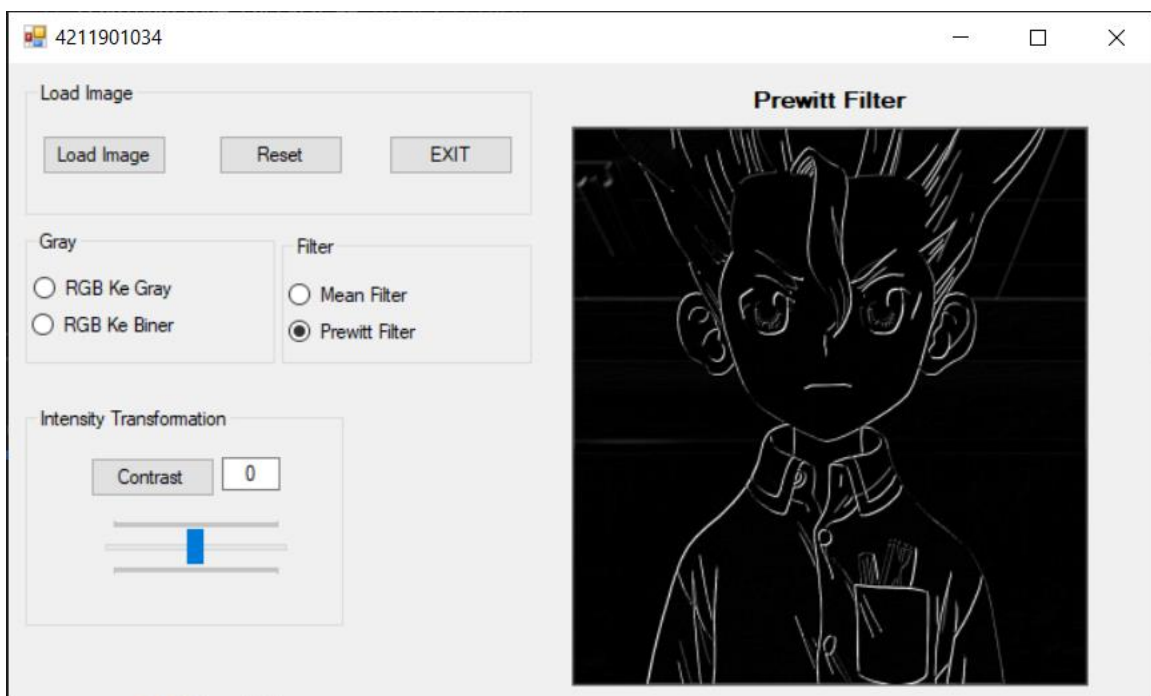 4211901034
Load Image
Load Image
Reset
EXIT
Gray
RGB Ke Gray
RGB Ke Biner
Filter
Mean Filter
Prewitt Filter
Intensity Transformation
Contrast
0
Prewitt Filter